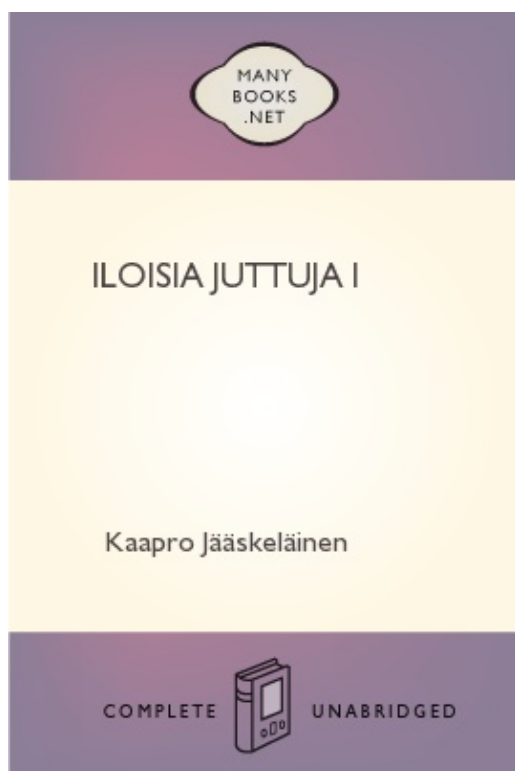 MANY
BOOKS
.NET
ILOISIA JUTTUJA I
Kaapro Jääskeläinen
COMPLETE UNABRIDGED